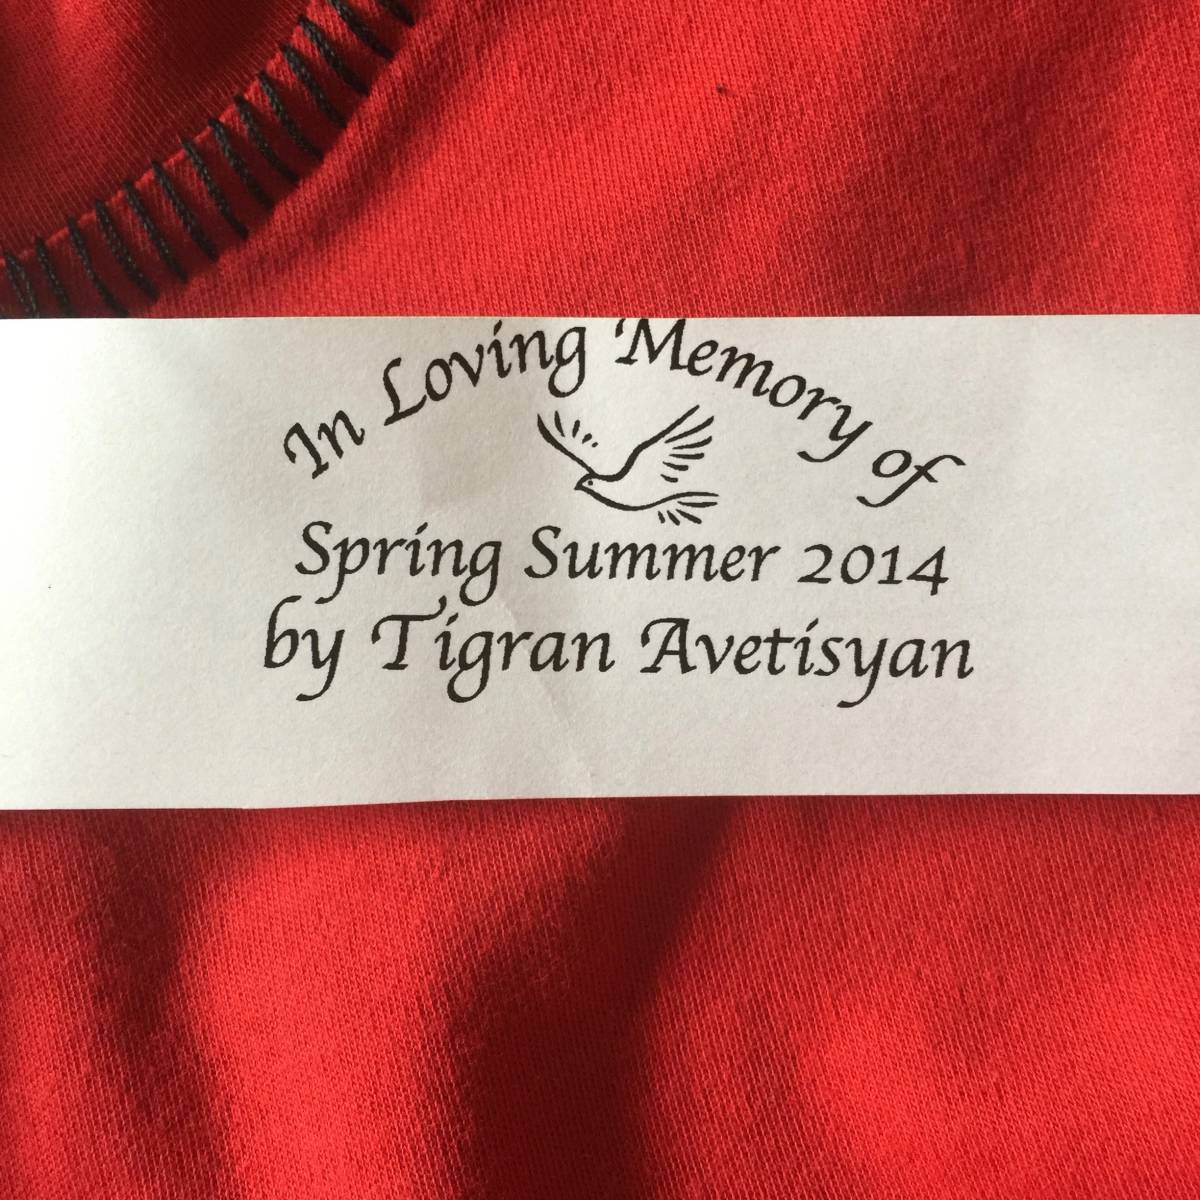 In Loving Memory of
Spring Summer 2014
by Tigran Avetisyan